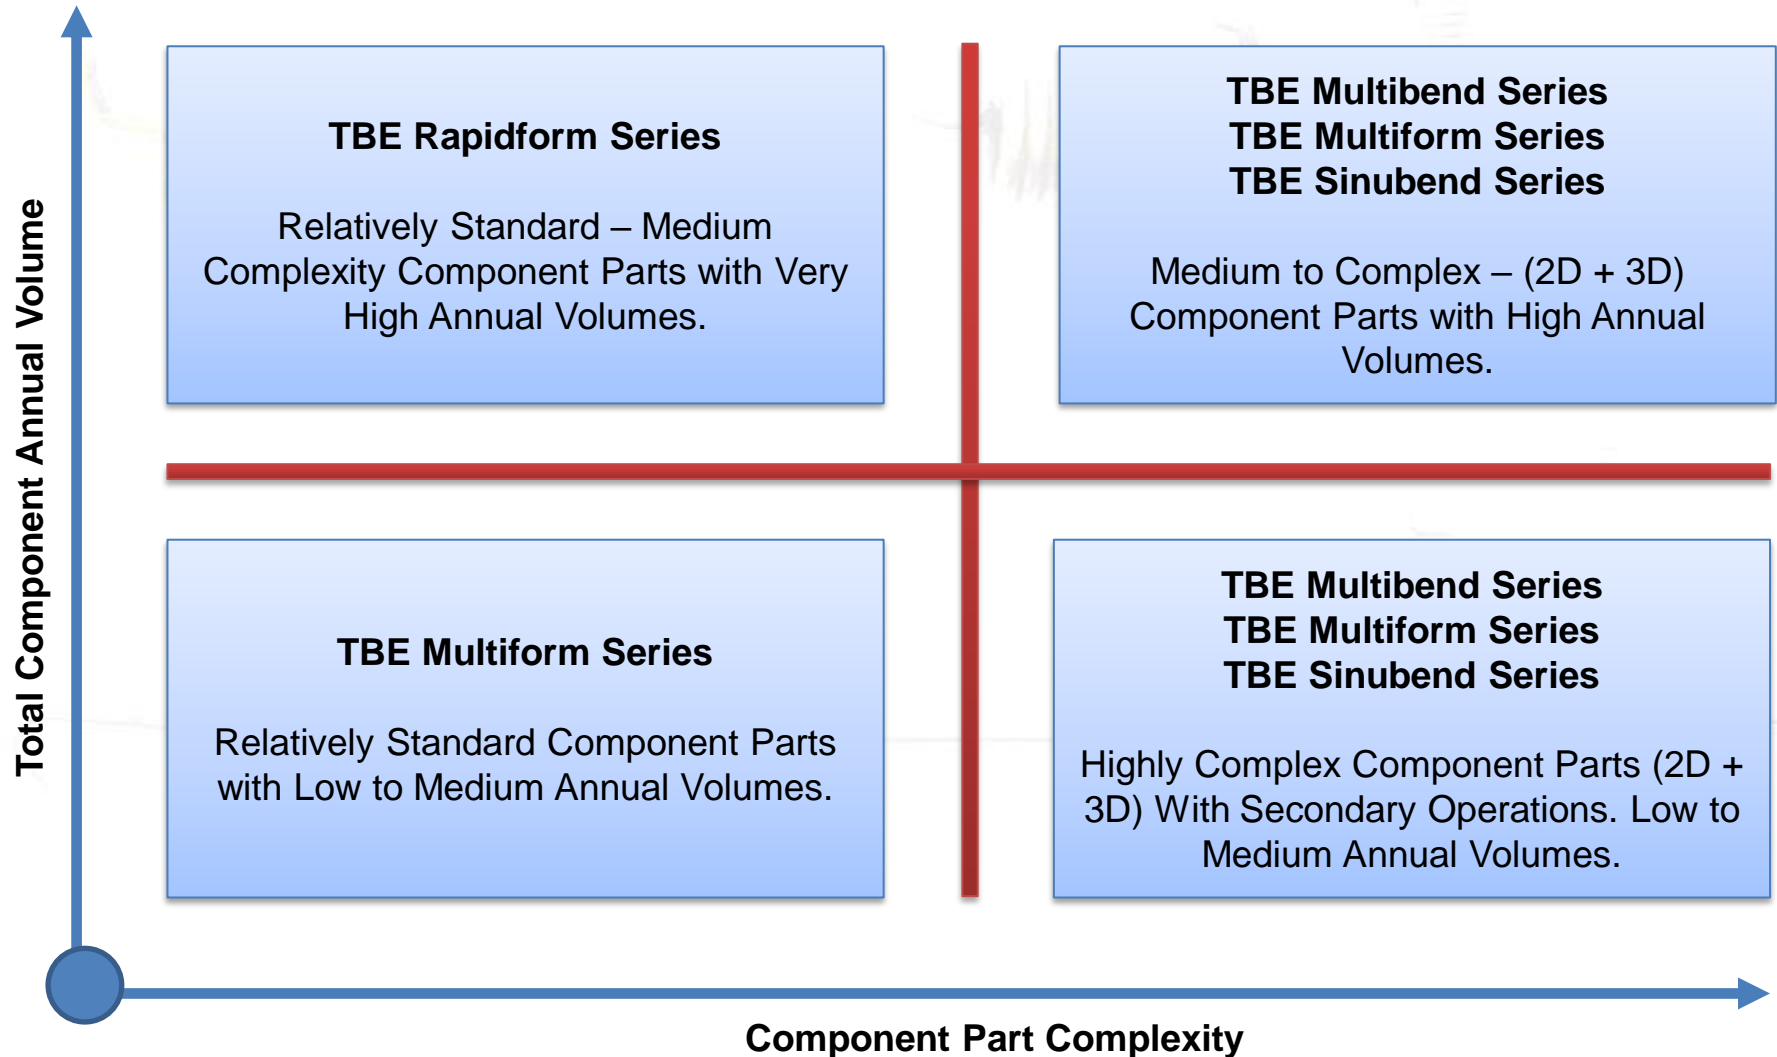 Total Component Annual Volume
TBE Rapidform Series
Relatively Standard – Medium
Complexity Component Parts with Very
High Annual Volumes.
TBE Multibend Series
TBE Multiform Series
TBE Sinubend Series
Medium to Complex – (2D + 3D)
Component Parts with High Annual
Volumes.
TBE Multiform Series
Relatively Standard Component Parts
with Low to Medium Annual Volumes.
TBE Multibend Series
TBE Multiform Series
TBE Sinubend Series
Highly Complex Component Parts (2D +
3D) With Secondary Operations. Low to
Medium Annual Volumes.
Component Part Complexity